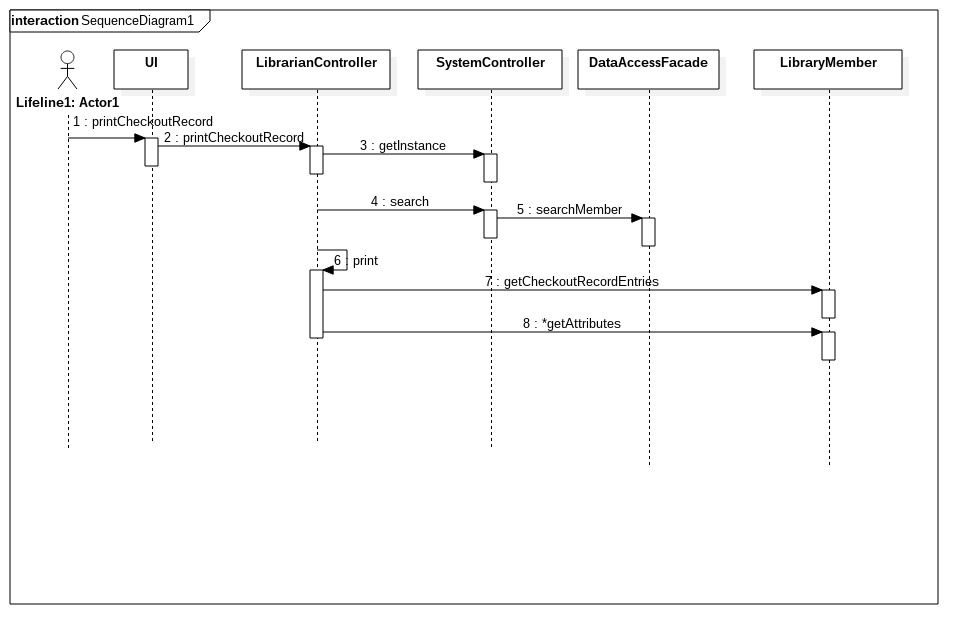 interaction SequenceDiagram1
UI
LibrarianController
SystemController
DataAccessFacade
LibraryMember
Lifeline1: Actor1
1 : printCheckoutRecord
2 : printCheckoutRecord
3 : getInstance
4 : search
5 : searchMember
6 : print
7 : getCheckoutRecordEntries
8 : *getAttributes